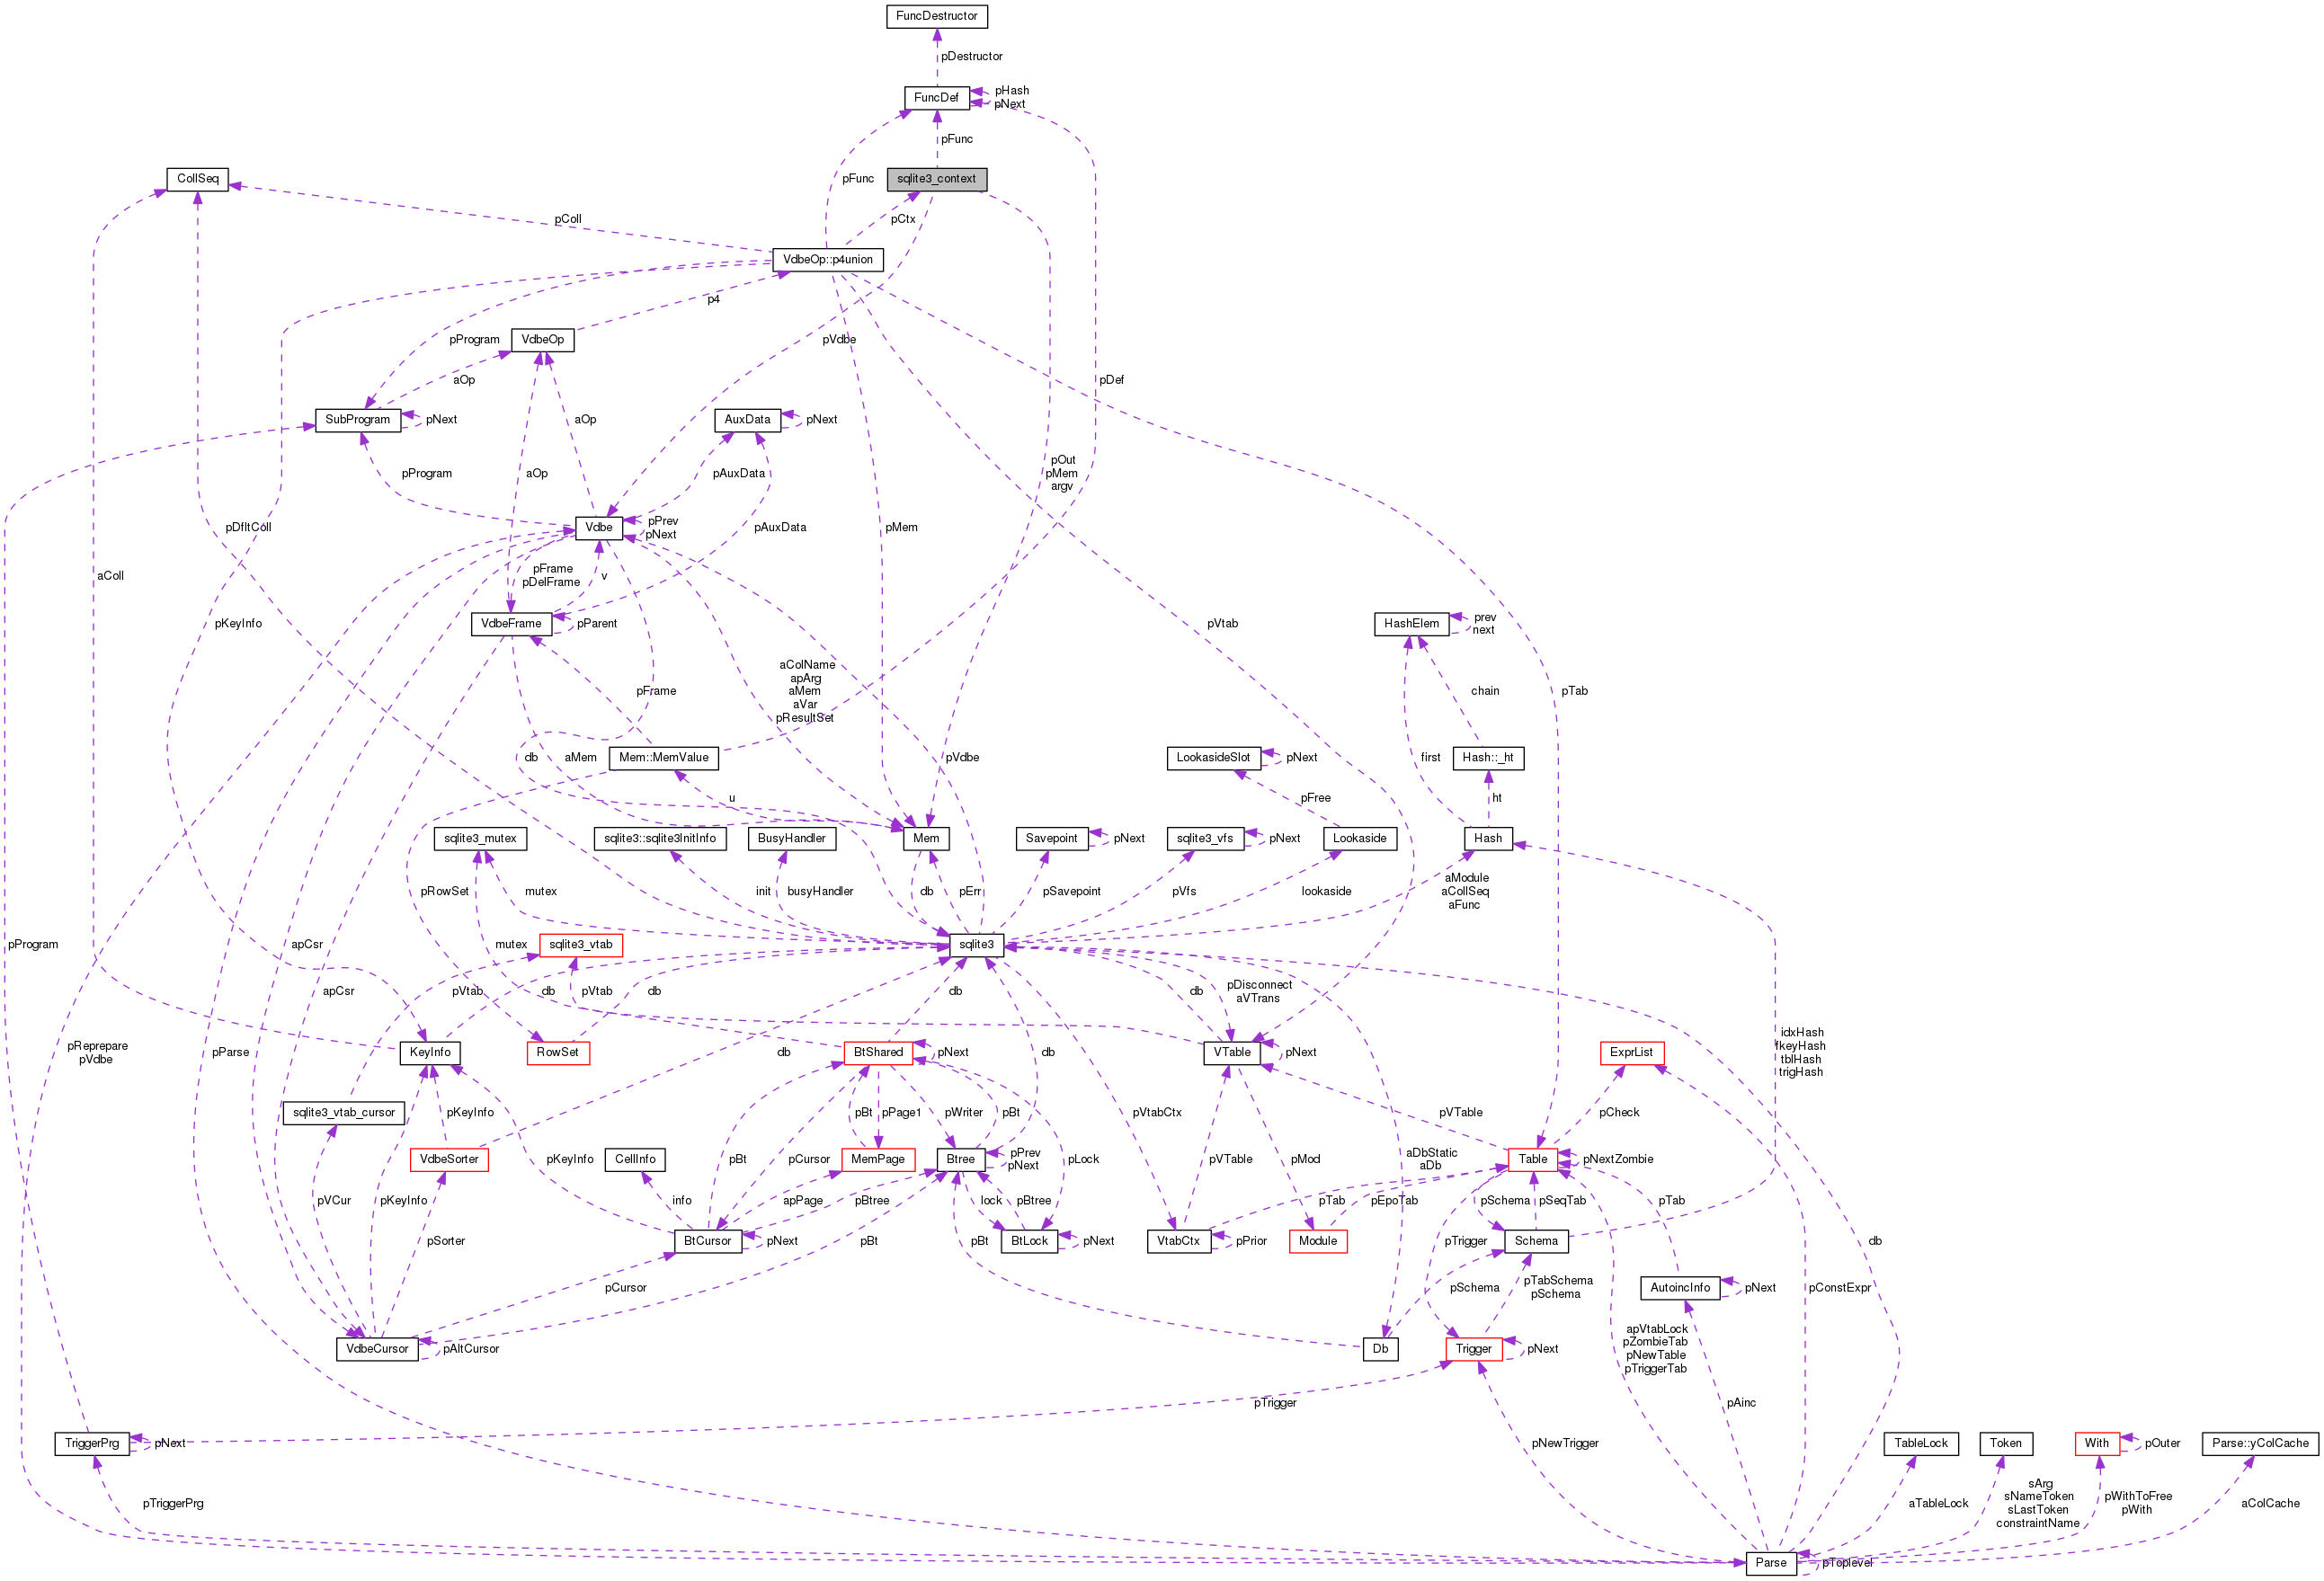 FuncDestructor
pDestructor
FuncDef
pHash
pNext
pFunc
CollSeq
pFunc
sqlite3_context
pColl
pCtx
VdbeOp::p4union
p4
pProgram
VdbeOp
pVdbe
aOp
pDef
SubProgram
pNext
aOp
AuxData
pNext
pOut
pMem
argv
pProgram
aOp
pAuxData
pDfltColl
Vdbe
pPrev
pNext
pAuxData
pMem
aColl
pFrame
pDelFrame
v
pKeyInfo
VdbeFrame
pParent
pVtab
HashElem
prev
next
aColName
apArg
aMem
aVar
pResultSet
pFrame
pTab
chain
db
aMem
Mem::MemValue
pVdbe
LookasideSlot
pNext
first
Hash::_ht
u
pFree
ht
sqlite3_mutex
sqlite3::sqlite3InitInfo
BusyHandler
Mem
Savepoint
pNext
sqlite3_vfs
pNext
Lookaside
Hash
pRowSet
mutex
init
busyHandler
db
pErr
pSavepoint
pVfs
lookaside
aModule
aCollSeq
aFunc
pProgram
apCsr
mutex
sqlite3_vtab
sqlite3
apCsr
pVtab
db
pVtab
db
db
db
pDisconnect
aVTrans
pReprepare
pVdbe
pParse
KeyInfo
RowSet
db
BtShared
pNext
db
VTable
pNext
ExprList
idxHash
fkeyHash
tblHash
trigHash
sqlite3_vtab_cursor
pKeyInfo
pBt
pPage1
pWriter
pBt
pVtabCtx
pVTable
pCheck
VdbeSorter
pKeyInfo
CellInfo
pBt
pCursor
MemPage
Btree
pPrev
pNext
pLock
pVTable
pMod
aDbStatic
aDb
Table
pNextZombie
pVCur
pKeyInfo
info
apPage
pBtree
lock
pBtree
pTab
pEpoTab
pSchema
pSeqTab
pTab
pSorter
BtCursor
pNext
pBt
pBt
BtLock
pNext
VtabCtx
pPrior
Module
pTrigger
Schema
db
pCursor
pSchema
pTabSchema
pSchema
AutoincInfo
pNext
pConstExpr
VdbeCursor
pAltCursor
Db
Trigger
pNext
apVtabLock
pZombieTab
pNewTable
pTriggerTab
pTrigger
pAinc
TriggerPrg
pNext
pNewTrigger
TableLock
Token
With
pOuter
Parse::yColCache
pTriggerPrg
aTableLock
sArg
sNameToken
sLastToken
constraintName
pWithToFree
pWith
aColCache
Parse
pToplevel